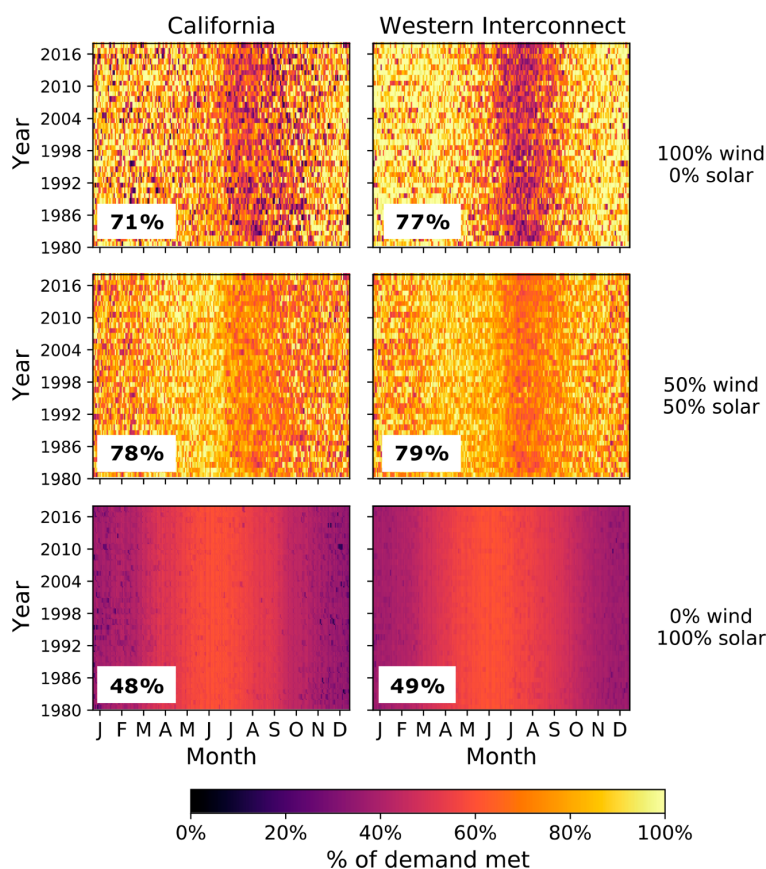 California Western Interconnect
Year
2016
2010
2004
1998
1992
1986
1980
71%
77%
100% wind
0% solar
Year
2016
2010
2004
1998
1992
1986
1980
78%
79%
50% wind
50% solar
Year
2016
2010
2004
1998
1992
1986
1980
48%
49%
0% wind
100% solar
J F M A M J J A S O N D J F M A M J J A S O N D
Month Month
0% 20% 40% 60% 80% 100%
% of demand met